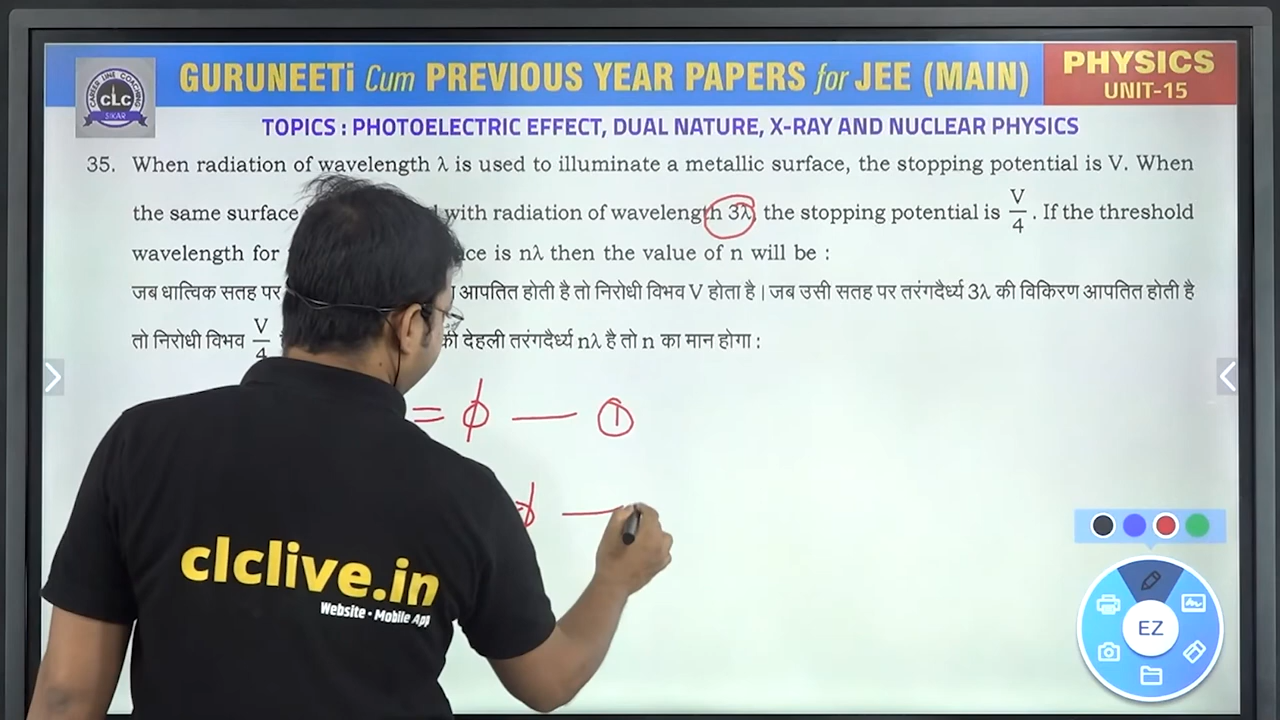 GURUNEETi Cum PREVIOUS YEAR PAPERS for JEE (MAIN)
PHYSICS
UNIT-15
CAREER LINE COACHING
CLC
SIKAR
TOPICS : PHOTOELECTRIC EFFECT, DUAL NATURE, X-RAY AND NUCLEAR PHYSICS
35. When radiation of wavelength λ is used to illuminate a metallic surface, the stopping potential is V. When
the same surface with radiation of wavelength 3λ, the stopping potential is V/4. If the threshold
wavelength for is nλ then the value of n will be :
जब धात्विक सतह पर आपतित होती है तो निरोधी विभव V होता है | जब उसी सतह पर तरंगदैर्ध्य 3λ की विकिरण आपतित होती है
तो निरोधी विभव V/4 की देहली तरंगदैर्ध्य nλ है तो n का मान होगा :
= ϕ — ①
ϕ —
clclive.in
Website • Mobile App
EZ